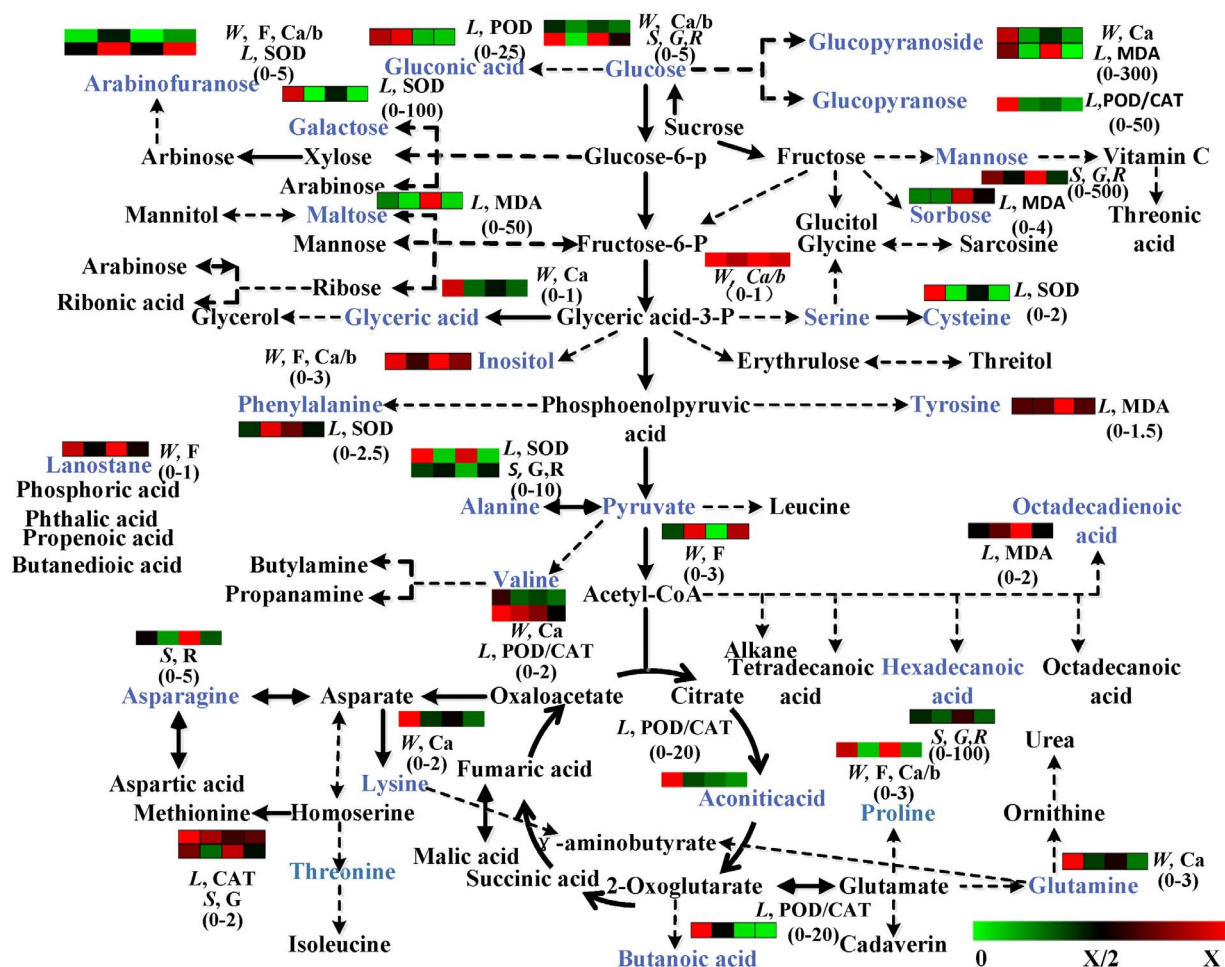 W, F, Ca/b
L, SOD
(0-5)
Arabinofuranose
L, POD
(0-25)
Gluconic acid
W, Ca/b
S, G,R
(0-5)
Glucose
Glucopyranoside
W, Ca
L, MDA
(0-300)
L, SOD
(0-100)
Galactose
Glucopyranose
L,POD/CAT
(0-50)
Sucrose
Arbinose
Xylose
Glucose-6-p
Fructose
Mannose
Vitamin C
S, G,R
(0-500)
Arabinose
Mannitol
Maltose
L, MDA
(0-50)
Glucitol
Sorbose
L, MDA
(0-4)
Threonic
acid
Mannose
Fructose-6-P
Glycine
Sarcosine
Arabinose
Ribonic acid
Ribose
W, Ca
(0-1)
W, Ca/b
(0-1)
L, SOD
(0-2)
Glycerol
Glyceric acid
Glyceric acid-3-P
Serine
Cysteine
W, F, Ca/b
(0-3)
Inositol
Erythrulose
Threitol
Phenylalanine
L, SOD
(0-2.5)
Phosphoenolpyruvic
acid
Tyrosine
L, MDA
(0-1.5)
W, F
(0-1)
Lanostane
Phosphoric acid
Phthalic acid
Propenoic acid
Butanedioic acid
L, SOD
S, G,R
(0-10)
Alanine
Pyruvate
Leucine
Octadecadienoic
acid
W, F
(0-3)
L, MDA
(0-2)
Butylamine
Propanamine
Valine
W, Ca
L, POD/CAT
(0-2)
Acetyl-CoA
Alkane
Tetradecanoic
acid
Hexadecanoic
acid
Octadecanoic
acid
S, R
(0-5)
Asparagine
Asparate
Oxaloacetate
Citrate
S, G,R
(0-100)
W, Ca
(0-2)
L, POD/CAT
(0-20)
W, F, Ca/b
(0-3)
Urea
Aspartic acid
Lysine
Fumaric acid
Aconiticacid
Proline
Ornithine
Methionine
Homoserine
γ-aminobutyrate
L, CAT
S, G
(0-2)
Threonine
Malic acid
Succinic acid
2-Oxoglutarate
Glutamate
Glutamine
W, Ca
(0-3)
Isoleucine
L, POD/CAT
(0-20)
Butanoic acid
Cadaverin
0 X/2 X